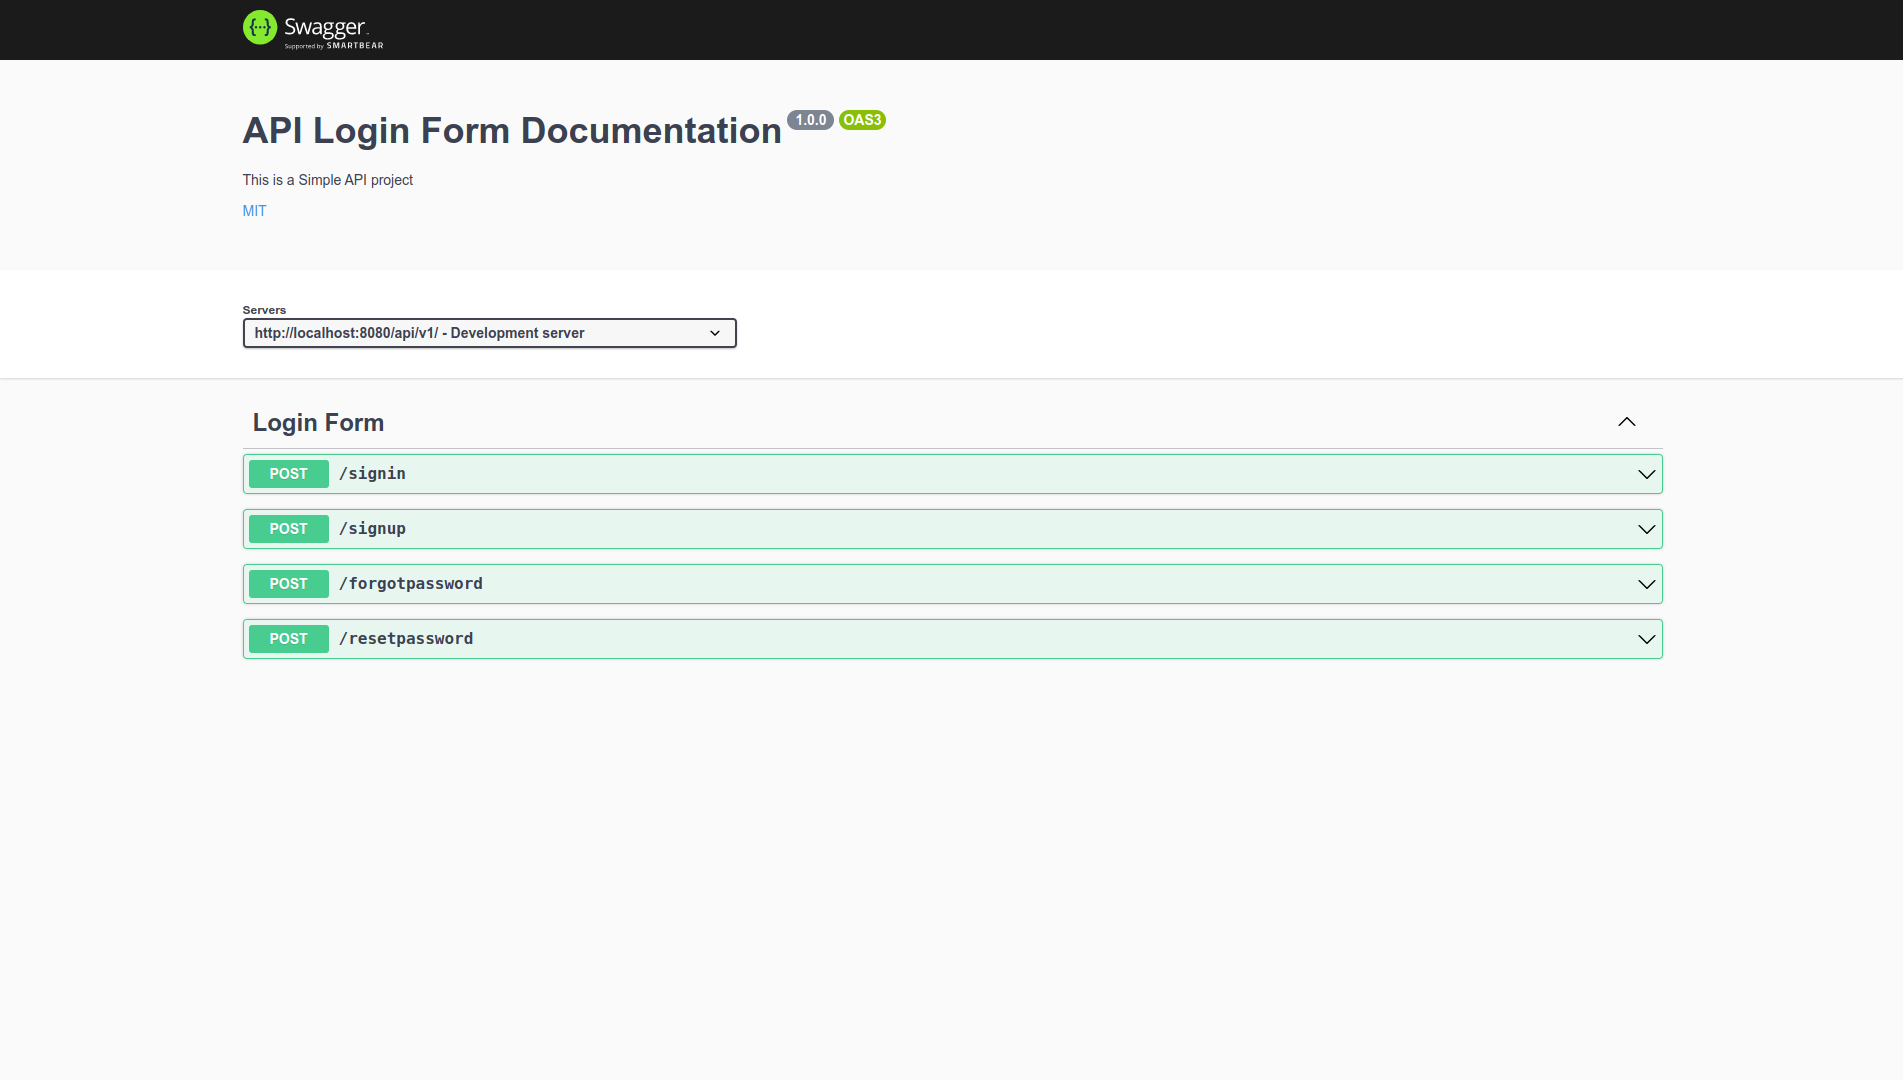 Swagger
Supported by SMARTBEAR
API Login Form Documentation 1.0.0 OAS3
This is a Simple API project
MIT
Servers
http://localhost:8080/api/v1/ - Development server
Login Form
POST /signin
POST /signup
POST /forgotpassword
POST /resetpassword